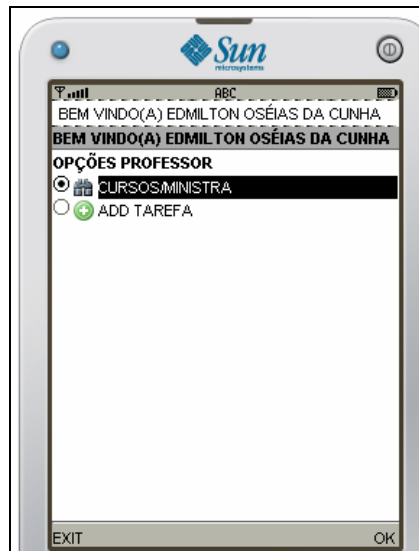 Sun
microsystems
ABC
BEM VINDO(A) EDMILTON OSÉIAS DA CUNHA
BEM VINDO(A) EDMILTON OSÉIAS DA CUNHA
OPÇÕES PROFESSOR
CURSOS/MINISTRA
ADD TAREFA
EXIT OK